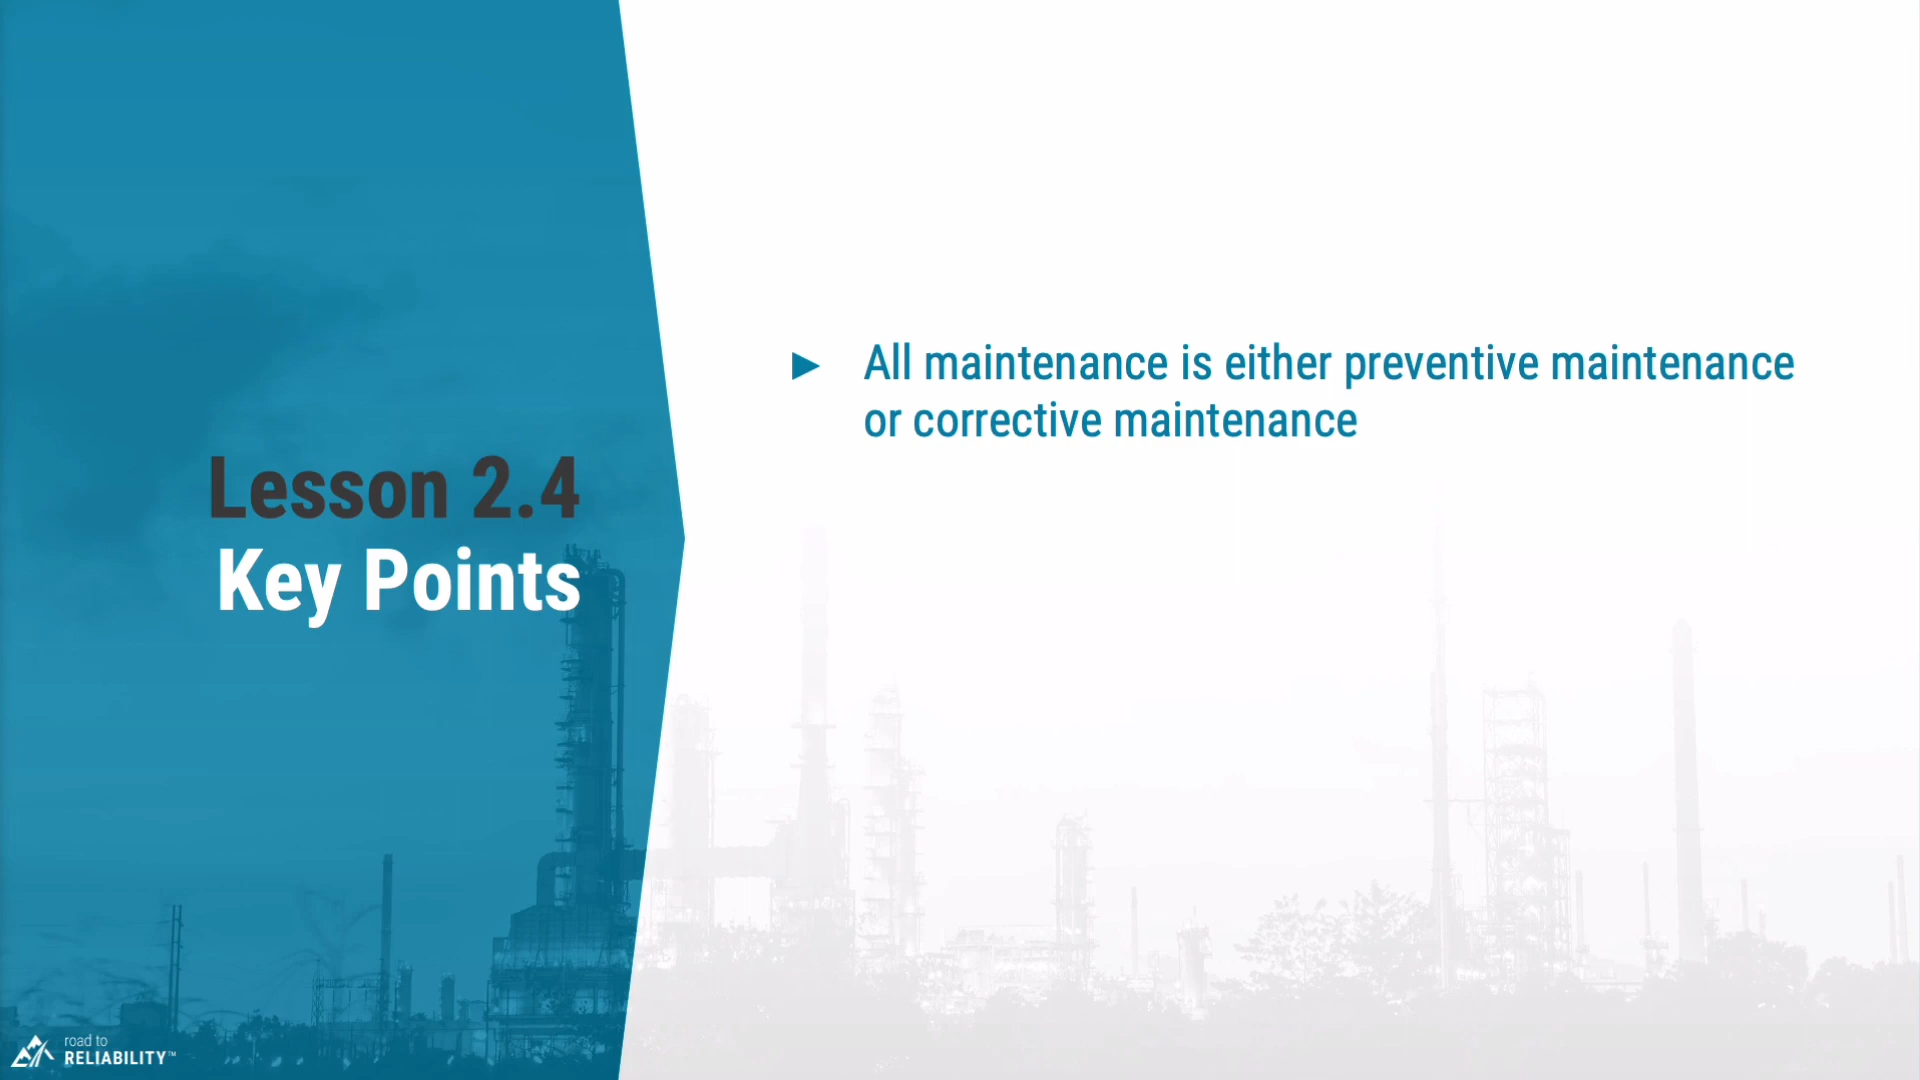 Lesson 2.4
Key Points
► All maintenance is either preventive maintenance
or corrective maintenance
road to
RELIABILITY™